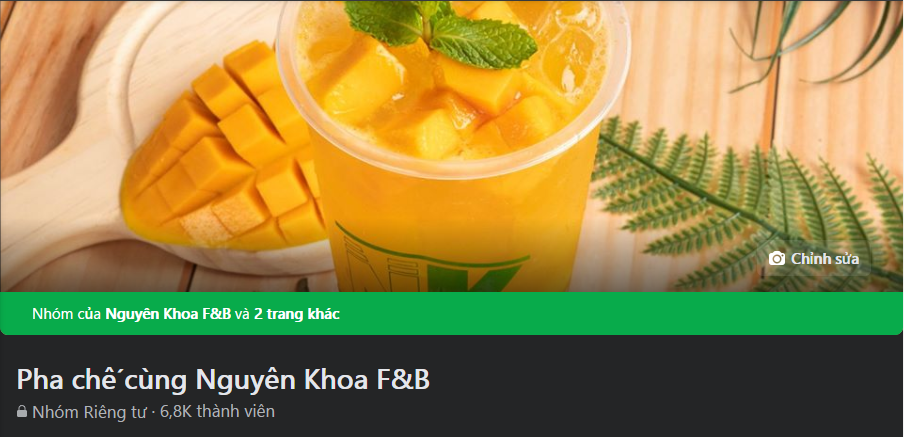 NK
Chỉnh sửa
Nhóm của Nguyên Khoa F&B và 2 trang khác
Pha chế cùng Nguyên Khoa F&B
Nhóm Riêng tư · 6,8K thành viên